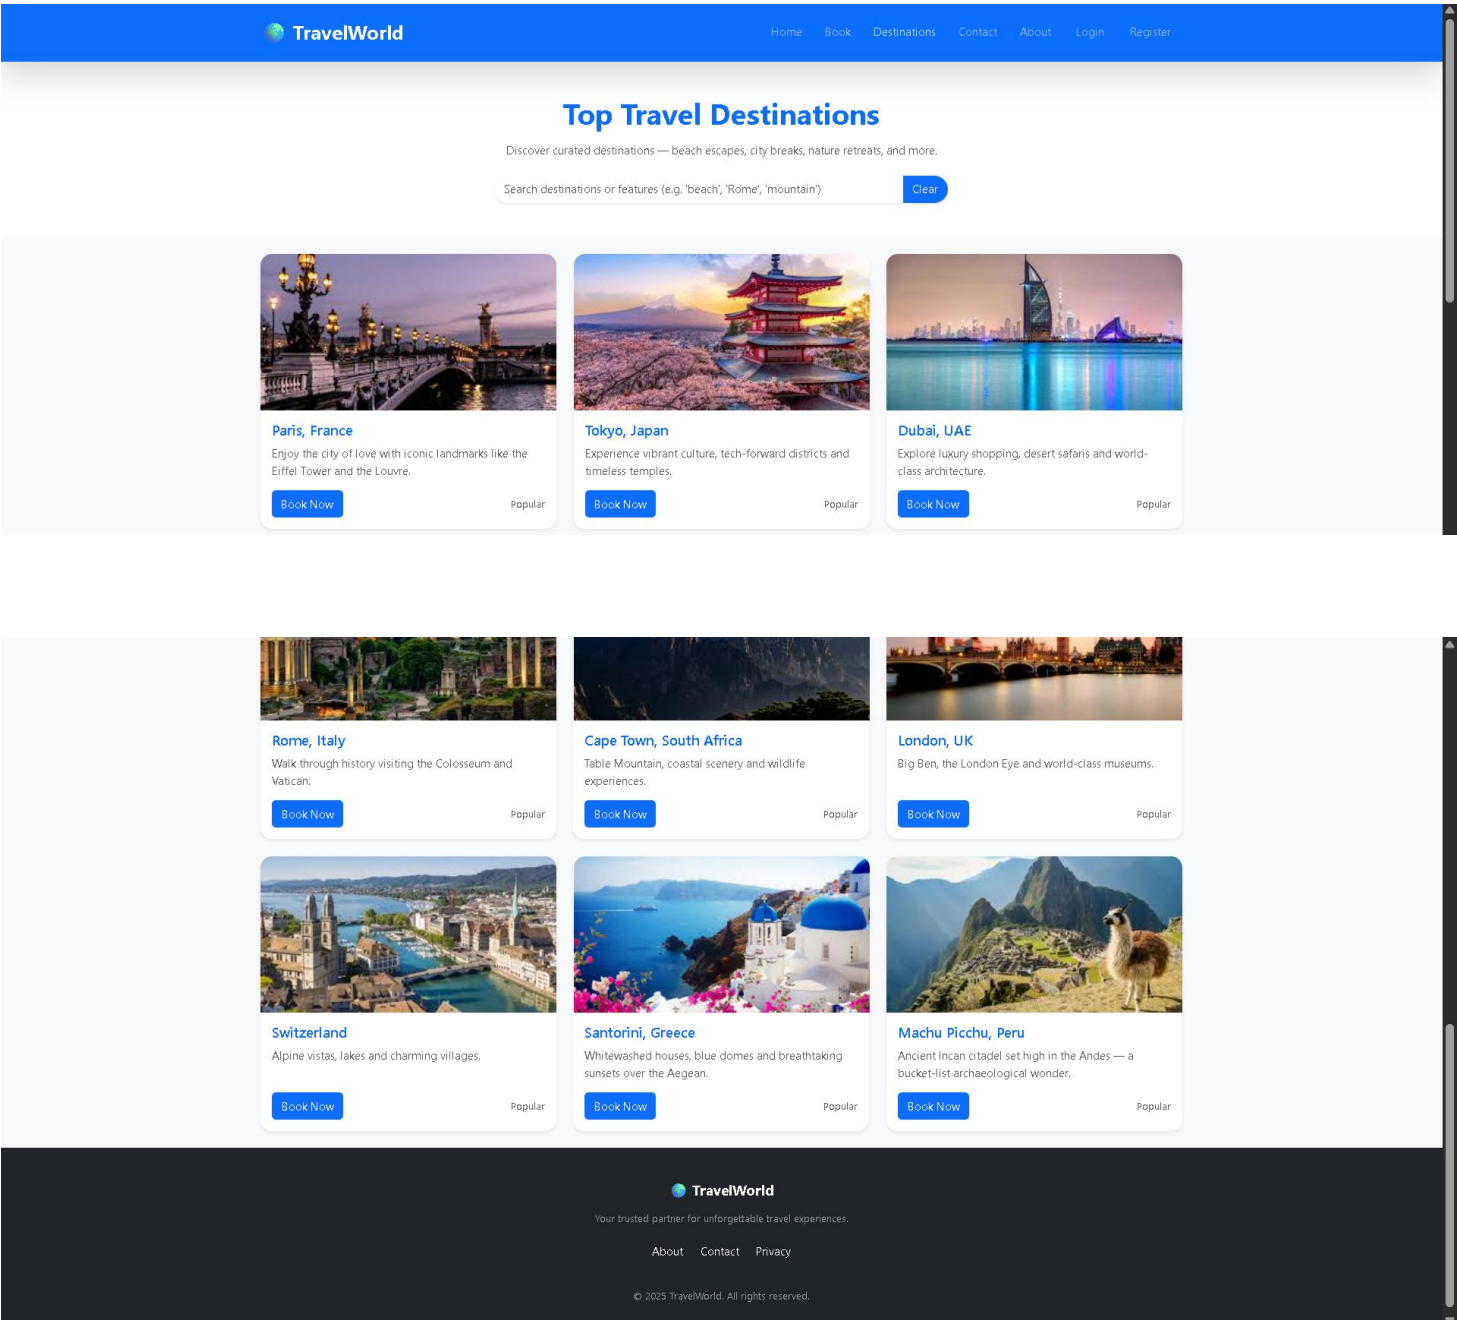 TravelWorld
Home Book Destinations Contact About Login Register
Top Travel Destinations
Discover curated destinations — beach escapes, city breaks, nature retreats, and more.
Search destinations or features (e.g. 'beach', 'Rome', 'mountain') Clear
Paris, France
Enjoy the city of love with iconic landmarks like the
Eiffel Tower and the Louvre.
Book Now Popular
Tokyo, Japan
Experience vibrant culture, tech-forward districts and
timeless temples.
Book Now Popular
Dubai, UAE
Explore luxury shopping, desert safaris and world-
class architecture.
Book Now Popular
Rome, Italy
Walk through history visiting the Colosseum and
Vatican.
Book Now Popular
Cape Town, South Africa
Table Mountain, coastal scenery and wildlife
experiences.
Book Now Popular
London, UK
Big Ben, the London Eye and world-class museums.
Book Now Popular
Switzerland
Alpine vistas, lakes and charming villages.
Book Now Popular
Santorini, Greece
Whitewashed houses, blue domes and breathtaking
sunsets over the Aegean.
Book Now Popular
Machu Picchu, Peru
Ancient Incan citadel set high in the Andes — a
bucket-list archaeological wonder.
Book Now Popular
TravelWorld
Your trusted partner for unforgettable travel experiences.
About Contact Privacy
© 2025 TravelWorld. All rights reserved.